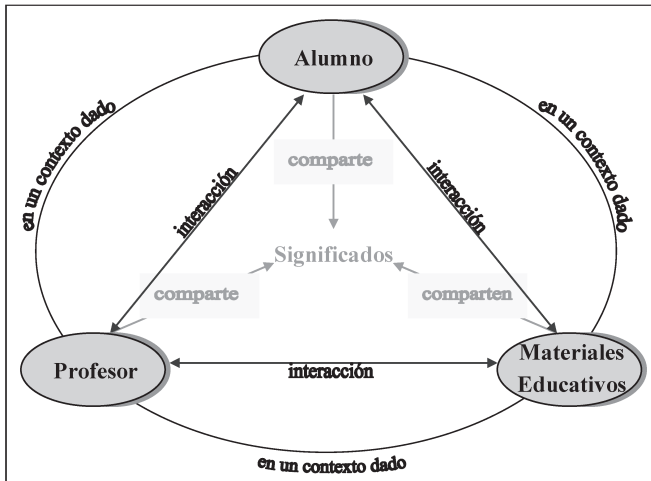 Alumno
en un contexto dado
en un contexto dado
comparte
interacción
interacción
Significados
comparte
comparten
Profesor
interacción
Materiales
Educativos
en un contexto dado